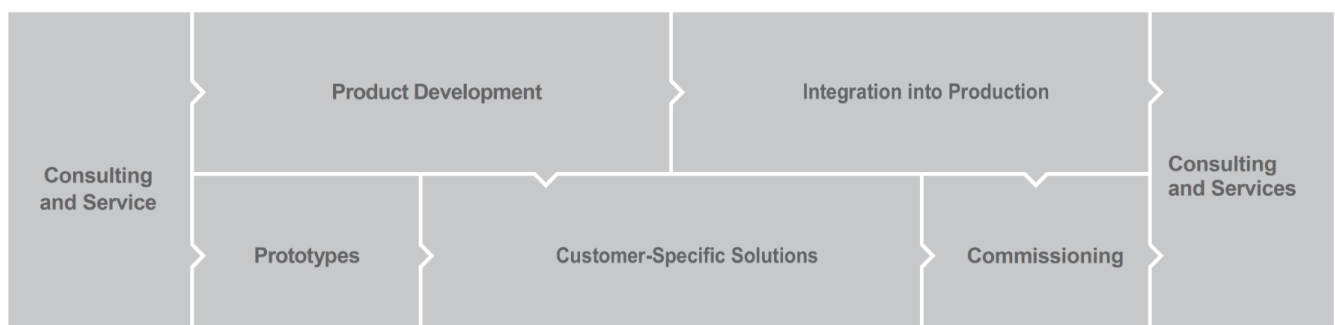 Consulting
and Service
Product Development
Integration into Production
Prototypes
Customer-Specific Solutions
Commissioning
Consulting
and Services